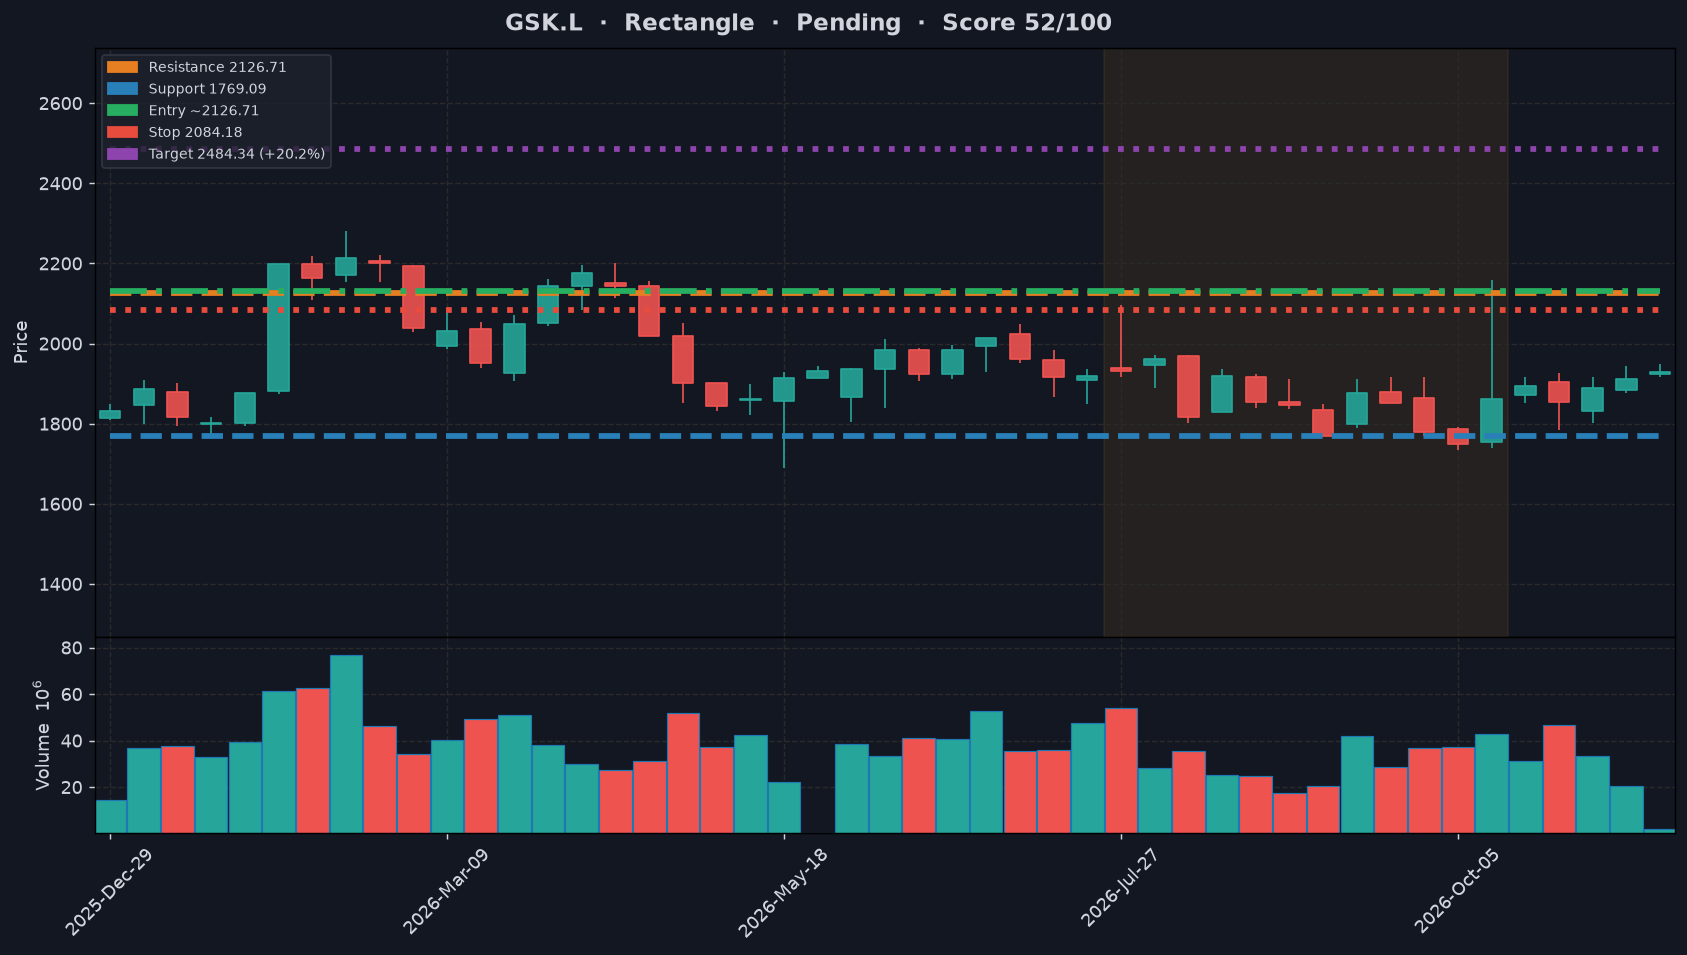 GSK.L · Rectangle · Pending · Score 52/100
Resistance 2126.71
Support 1769.09
Entry ~2126.71
Stop 2084.18
Target 2484.34 (+20.2%)
Price
2600
2400
2200
2000
1800
1600
1400
Volume 10⁶
80
60
40
20
2025-Dec-29
2026-Mar-09
2026-May-18
2026-Jul-27
2026-Oct-05